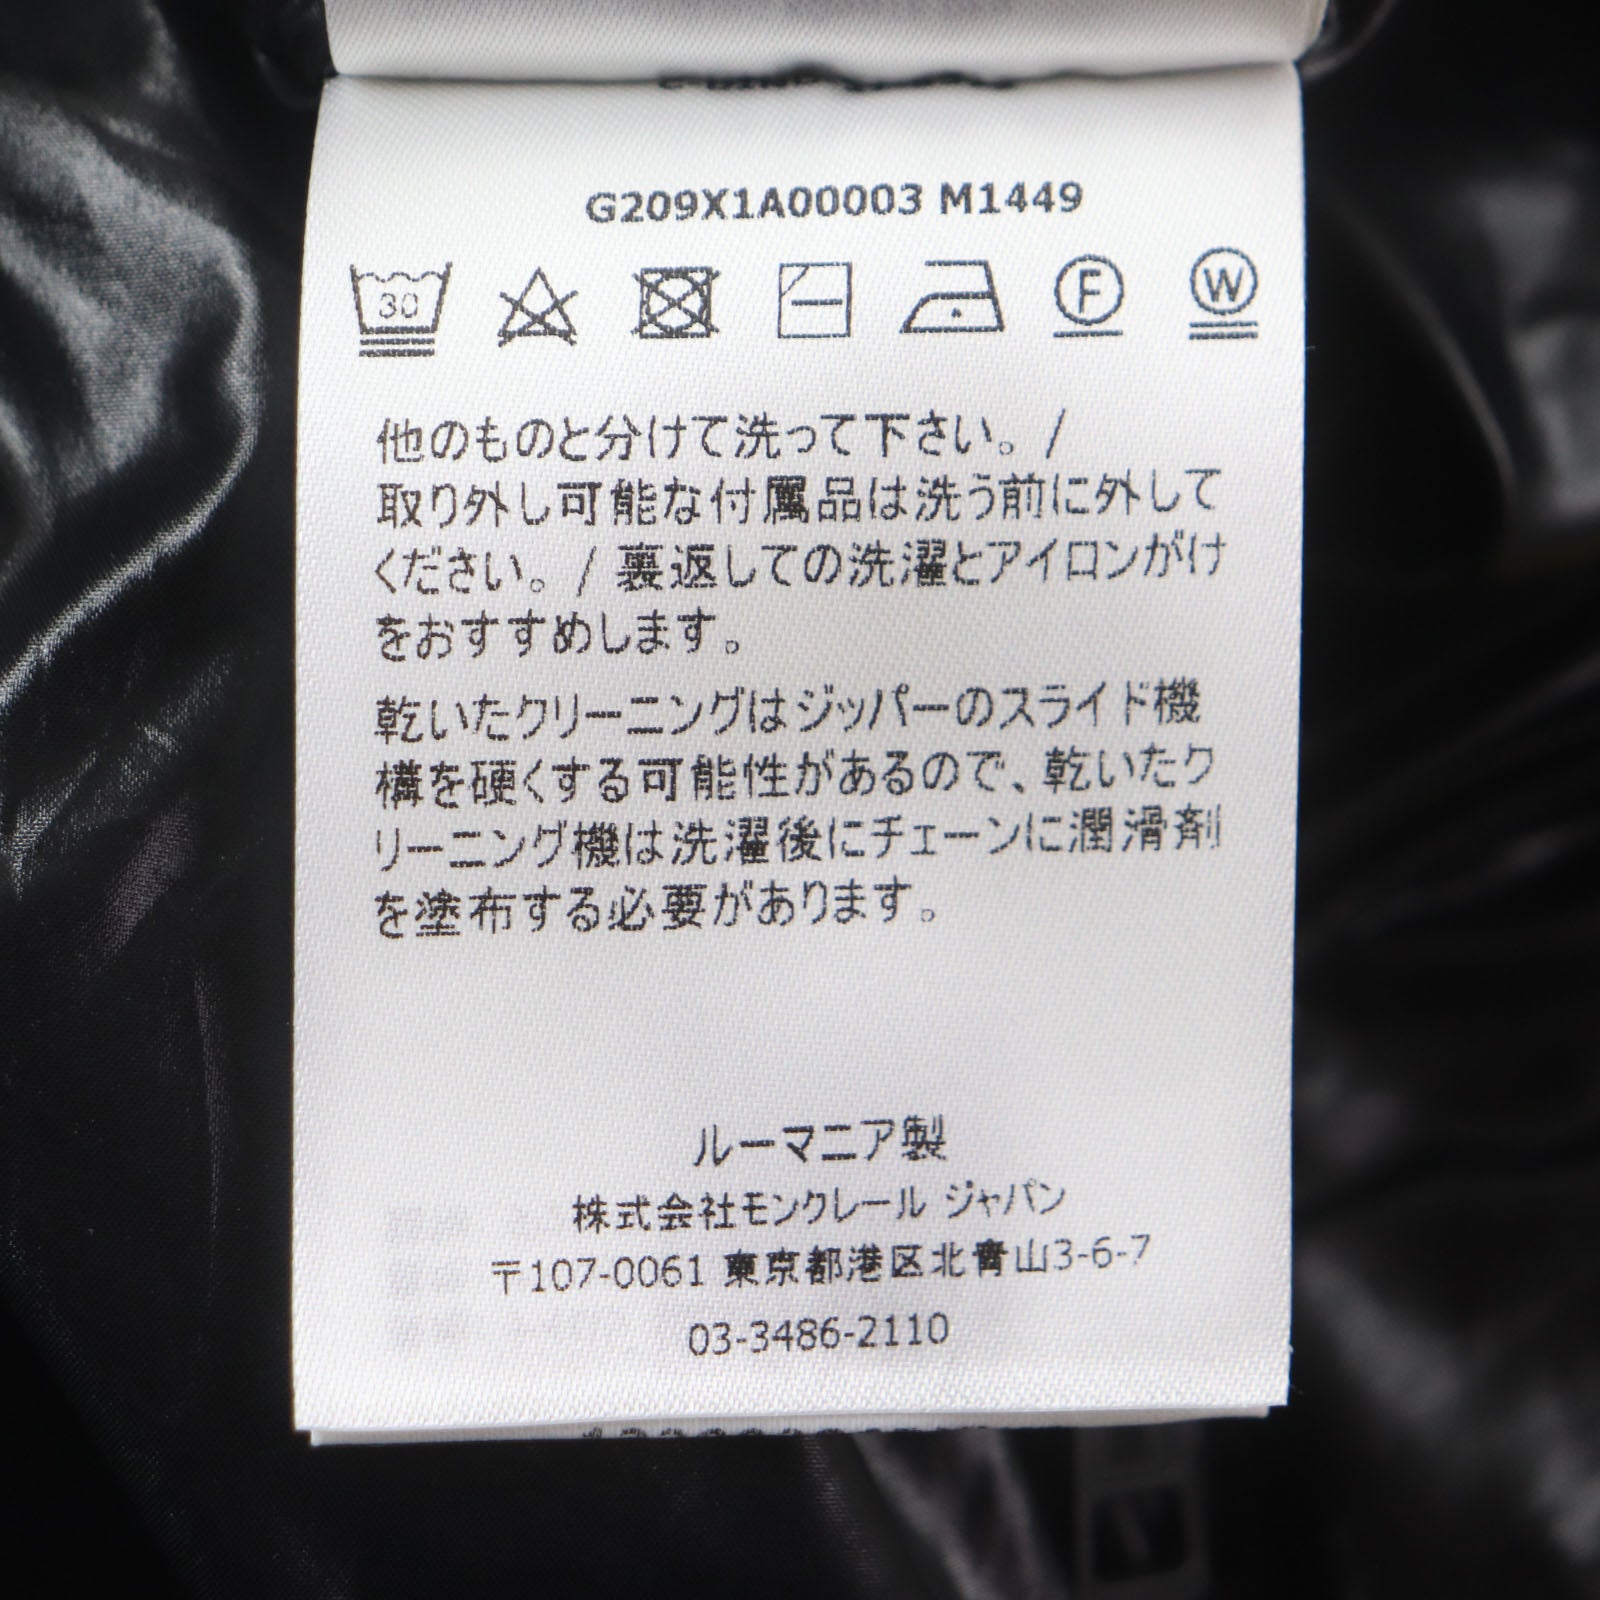 G209X1A00003 M1449
30
F
W
他のものと分けて洗って下さい。/
取り外し可能な付属品は洗う前に外して
ください。/ 裏返しての洗濯とアイロンがけ
をおすすめします。
乾いたクリーニングはジッパーのスライド機
構を硬くする可能性があるので、乾いたク
リーニング機は洗濯後にチェーンに潤滑剤
を塗布する必要があります。
ルーマニア製
株式会社モンクレール ジャパン
〒107-0061 東京都港区北青山3-6-7
03-3486-2110